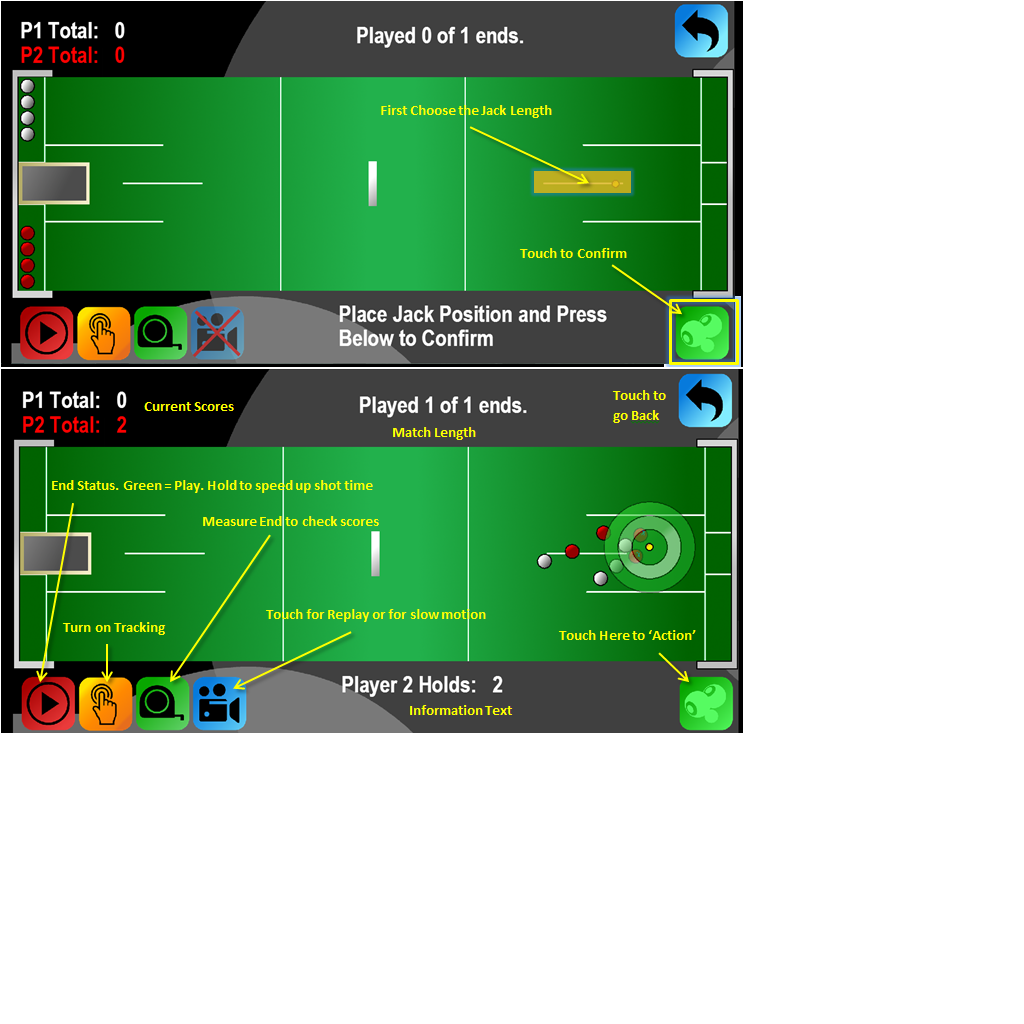 P1 Total: 0
P2 Total: 0
Played 0 of 1 ends.
First Choose the Jack Length
Touch to Confirm
Place Jack Position and Press
Below to Confirm
P1 Total: 0
P2 Total: 2
Current Scores
Played 1 of 1 ends.
Match Length
Touch to
go Back
End Status. Green = Play. Hold to speed up shot time
Measure End to check scores
Touch for Replay or for slow motion
Turn on Tracking
Touch Here to ‘Action’
Player 2 Holds: 2
Information Text